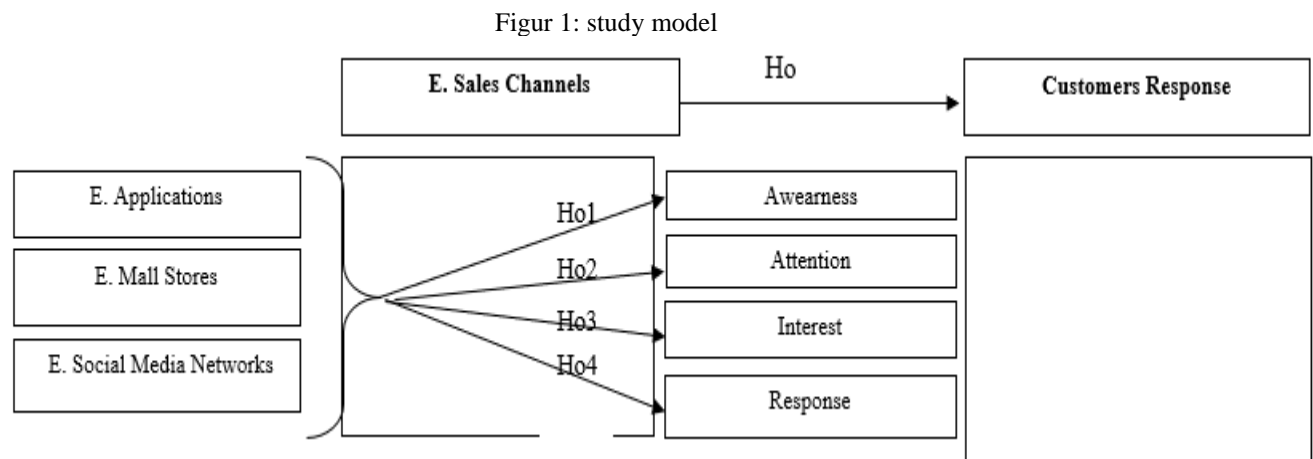 Figur 1: study model
E. Sales Channels
Ho
Customers Response
E. Applications
E. Mall Stores
E. Social Media Networks
Ho1
Ho2
Ho3
Ho4
Awearness
Attention
Interest
Response